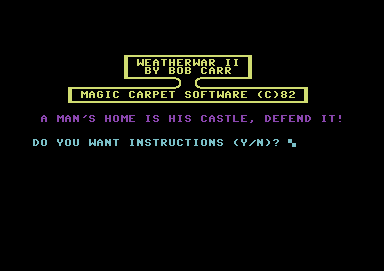 WEATHERWAR II
BY BOB CARR
MAGIC CARPET SOFTWARE (C)82
A MAN'S HOME IS HIS CASTLE, DEFEND IT!
DO YOU WANT INSTRUCTIONS (Y/N)?